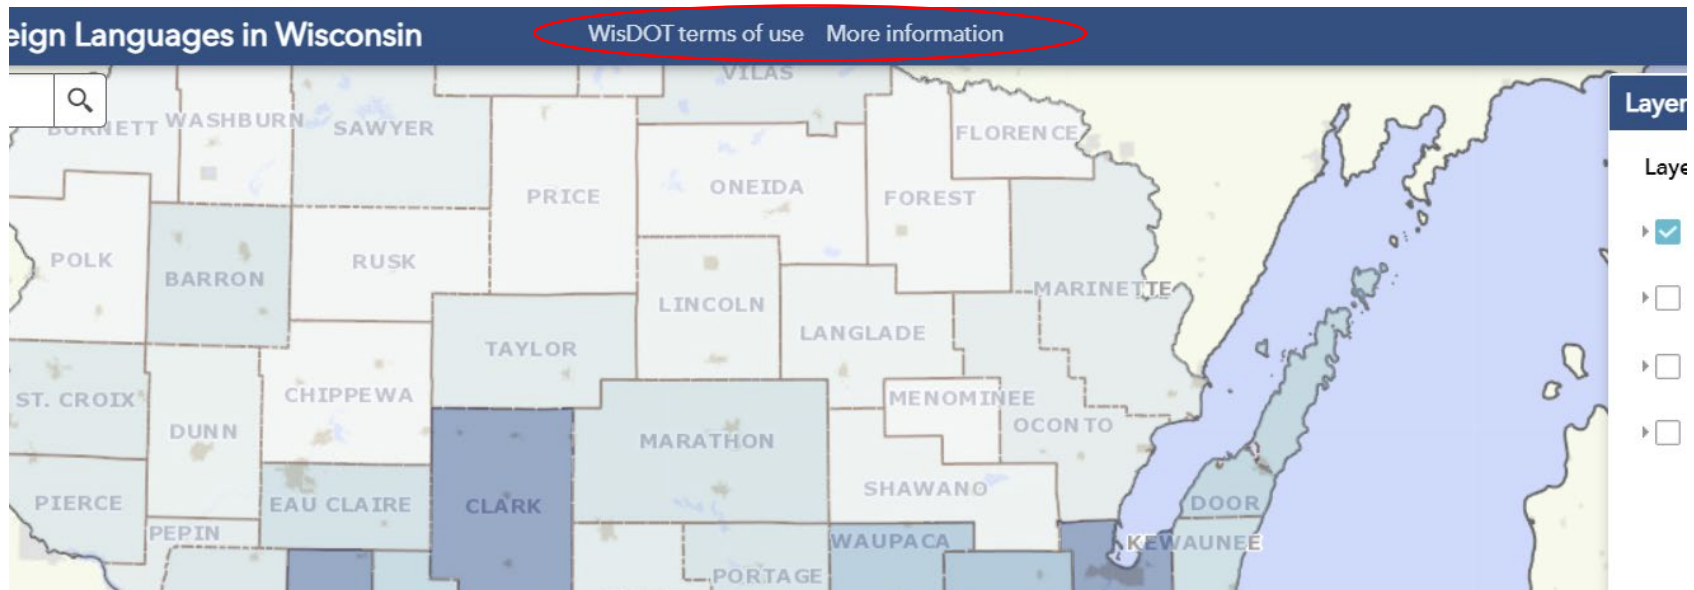 eign Languages in Wisconsin
WisDOT terms of use More information
VILAS
BURNETT
WASHBURN
SAWYER
FLORENCE
Layer
Laye
PRICE
ONEIDA
FOREST
POLK
BARRON
RUSK
LINCOLN
MARINETTE
TAYLOR
LANGLADE
ST. CROIX
CHIPPEWA
MENOMINEE
DUNN
MARATHON
OCONTO
PIERCE
EAU CLAIRE
CLARK
SHAWANO
DOOR
PEPIN
WAUPACA
KEWAUNEE
PORTAGE